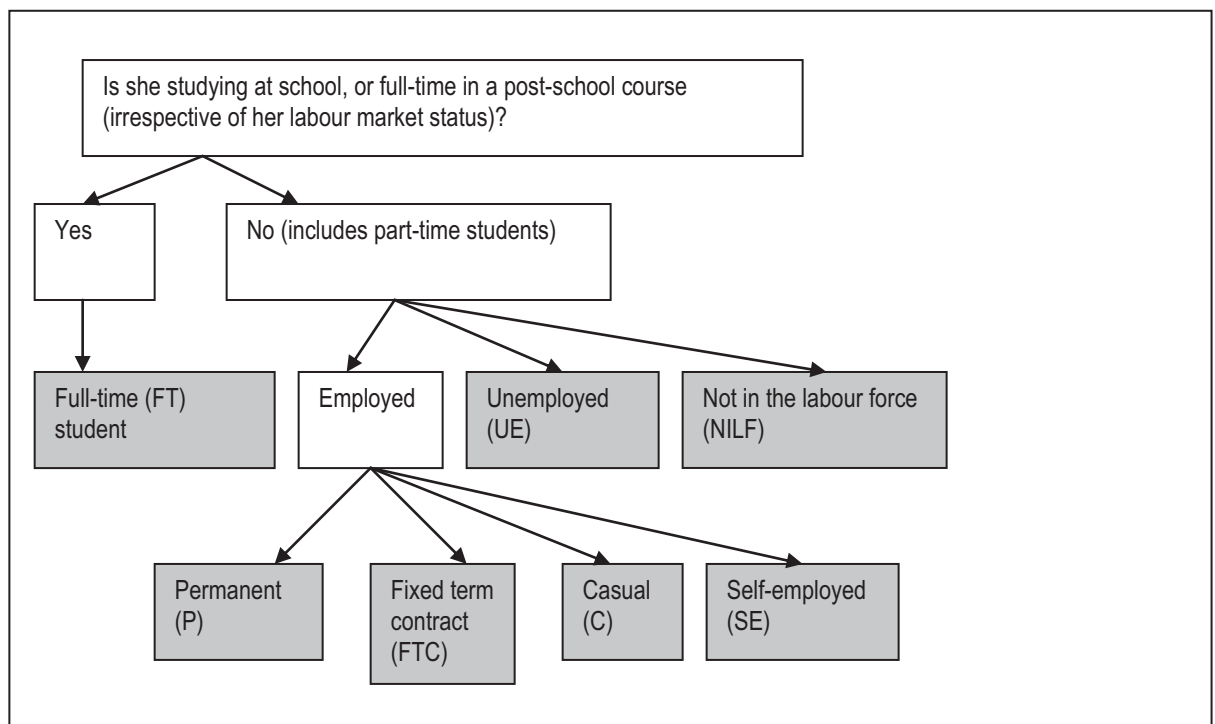 Is she studying at school, or full-time in a post-school course
(irrespective of her labour market status)?
Yes
No (includes part-time students)
Full-time (FT)
student
Employed
Unemployed
(UE)
Not in the labour force
(NILF)
Permanent
(P)
Fixed term
contract
(FTC)
Casual
(C)
Self-employed
(SE)